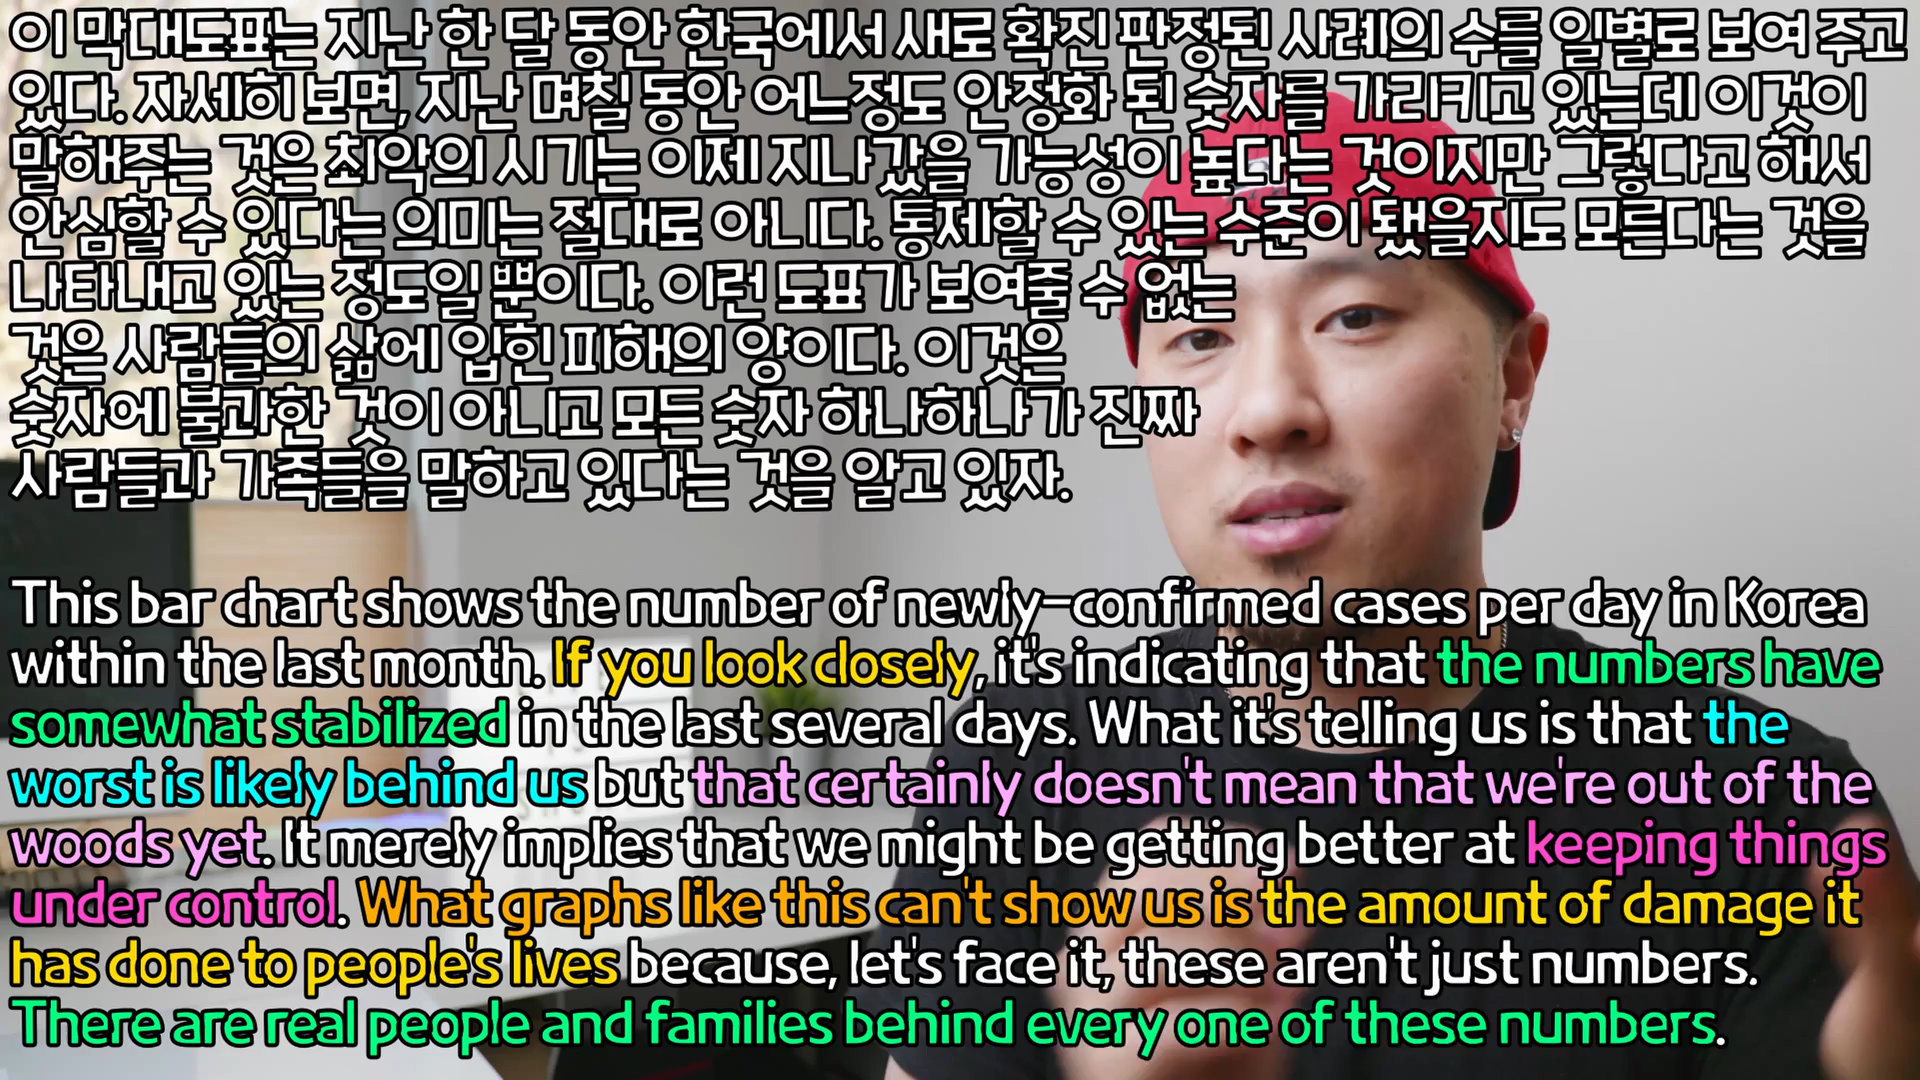 이 막대도표는 지난 한 달 동안 한국에서 새로 확진 판정된 사례의 수를 일별로 보여 주고
있다. 자세히 보면, 지난 며칠 동안 어느정도 안정화 된 숫자를 가리키고 있는데 이것이
말해주는 것은 최악의 시기는 이제 지나갔을 가능성이 높다는 것이지만 그렇다고 해서
안심할 수 있다는 의미는 절대로 아니다. 통제할 수 있는 수준이 됐을지도 모른다는 것을
나타내고 있는 정도일 뿐이다. 이런 도표가 보여줄 수 없는
것은 사람들의 삶에 입힌 피해의 양이다. 이것은
숫자에 불과한 것이 아니고 모든 숫자 하나하나가 진짜
사람들과 가족들을 말하고 있다는 것을 알고 있자.
This bar chart shows the number of newly-confirmed cases per day in Korea
within the last month. If you look closely, it's indicating that the numbers have
somewhat stabilized in the last several days. What it's telling us is that the
worst is likely behind us but that certainly doesn't mean that we're out of the
woods yet. It merely implies that we might be getting better at keeping things
under control. What graphs like this can't show us is the amount of damage it
has done to people's lives because, let's face it, these aren't just numbers.
There are real people and families behind every one of these numbers.